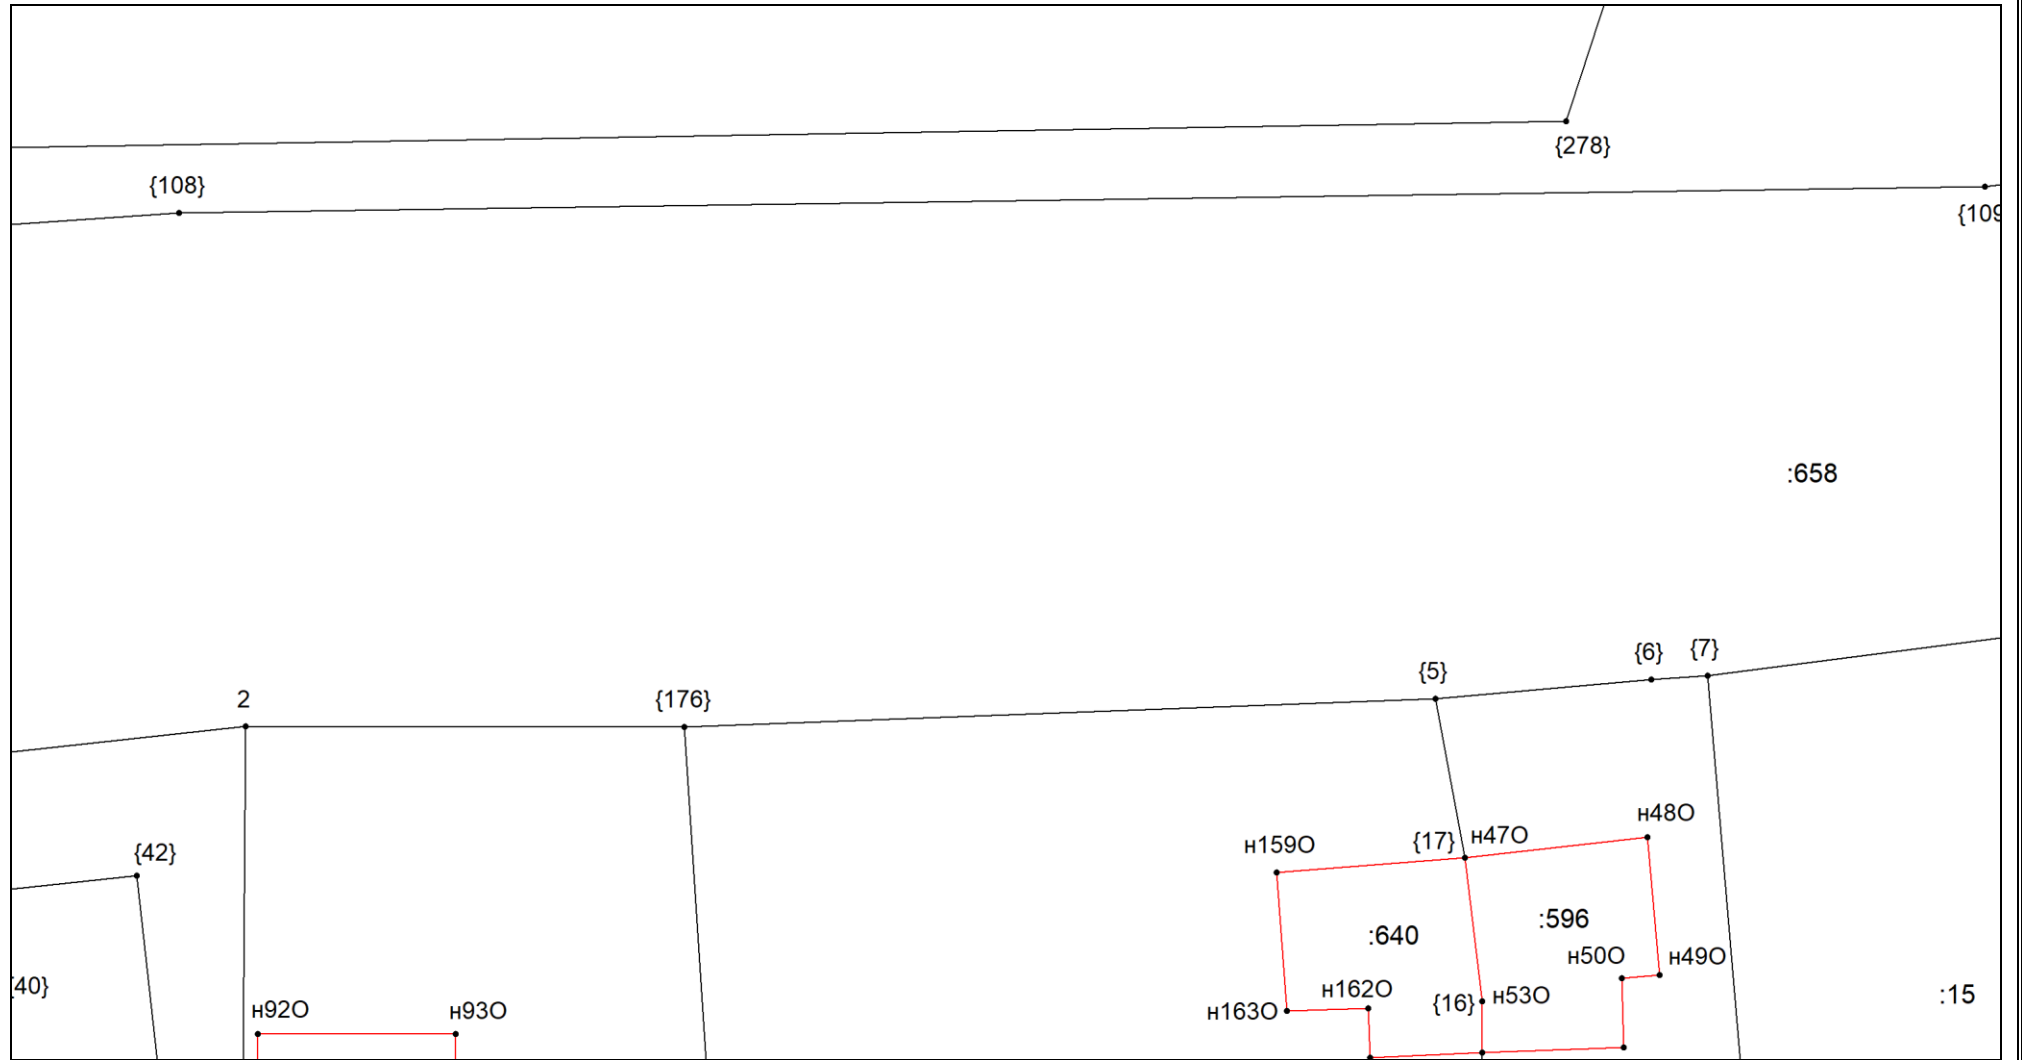 {278}
{108}
{109
:658
{7}
{6}
{5}
2
{176}
н48О
{17} н47О
н159О
{42}
:596
:640
н50О н49О
40}
н162О
{16} н53О
:15
н92О
н93О
н163О